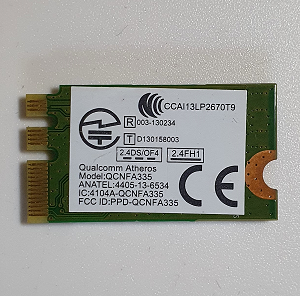 CCAI13LP2670T9
R 003-130234
T D130158003
2.4DS/OF4 2.4FH1
Qualcomm Atheros
Model:QCNFA335
ANATEL:4405-13-6534
IC:4104A-QCNFA335
FCC ID:PPD-QCNFA335